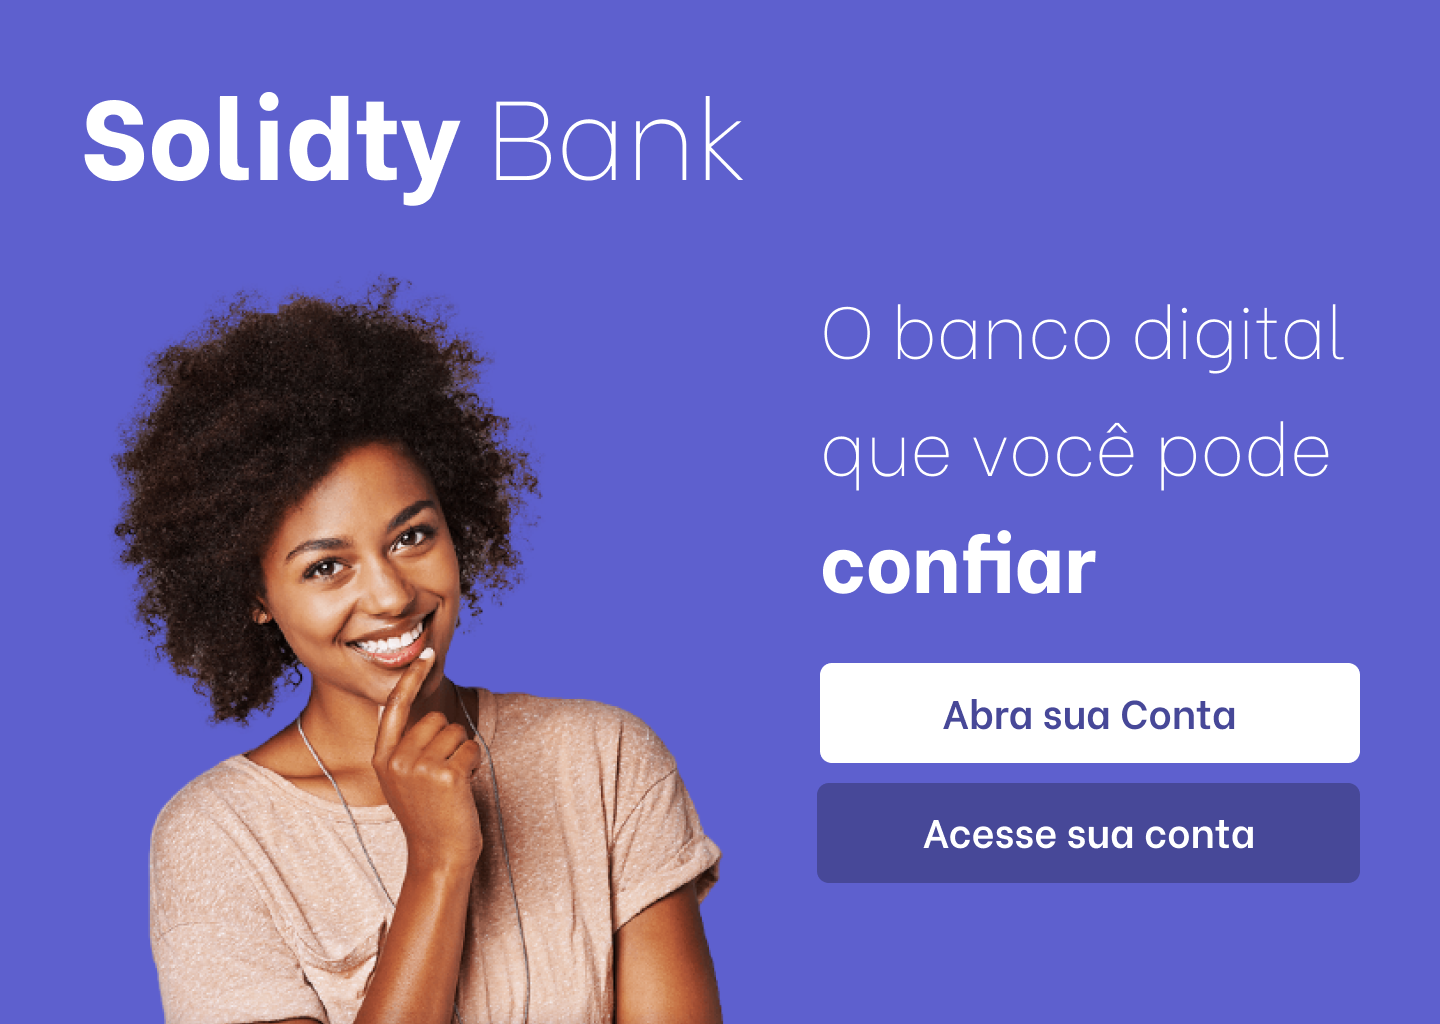 Solidty Bank
O banco digital
que você pode
confiar
Abra sua Conta
Acesse sua conta